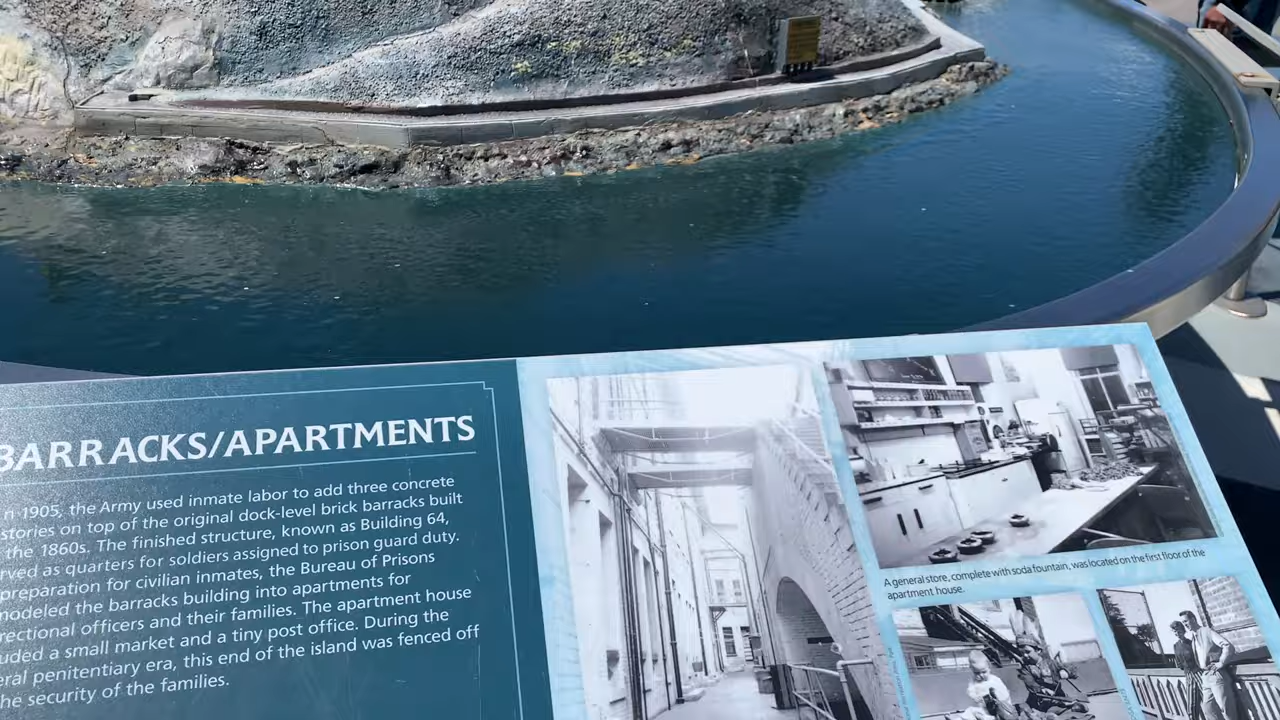 BARRACKS/APARTMENTS
n 1905, the Army used inmate labor to add three concrete
stories on top of the original dock-level brick barracks built
the 1860s. The finished structure, known as Building 64,
rved as quarters for soldiers assigned to prison guard duty.
preparation for civilian inmates, the Bureau of Prisons
modeled the barracks building into apartments for
rectional officers and their families. The apartment house
uded a small market and a tiny post office. During the
eral penitentiary era, this end of the island was fenced off
he security of the families.
A general store, complete with soda fountain, was located on the first floor of the
apartment house.